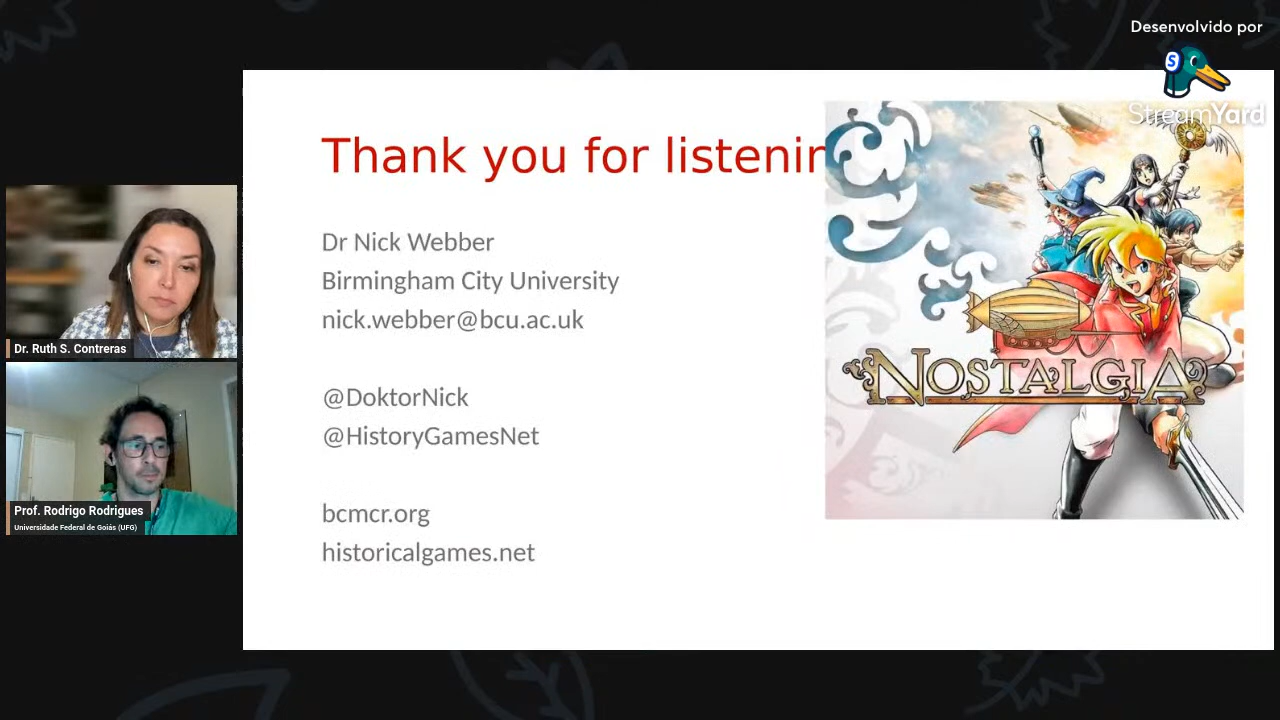 Desenvolvido por
StreamYard
Thank you for listenin
NOSTALGIA
Dr Nick Webber
Birmingham City University
nick.webber@bcu.ac.uk
@DoktorNick
@HistoryGamesNet
bcmcr.org
historicalgames.net
Dr. Ruth S. Contreras
Prof. Rodrigo Rodrigues
Universidade Federal de Goiás (UFG)